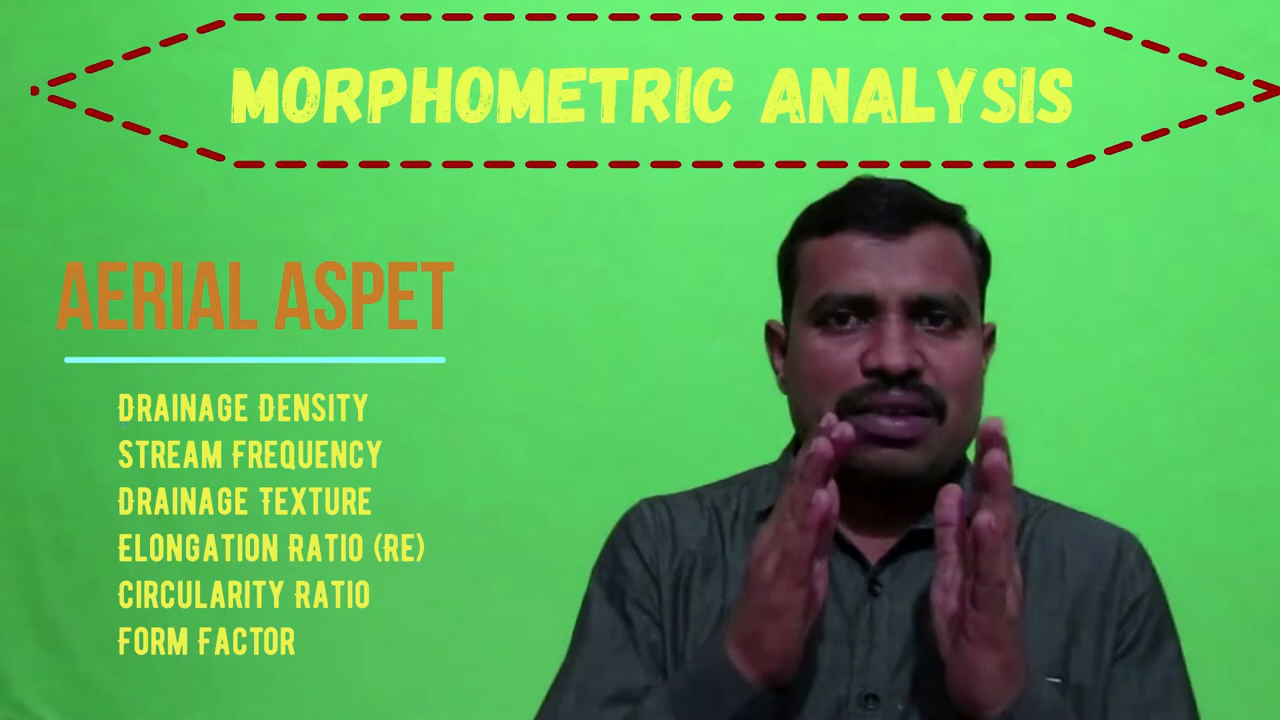 MORPHOMETRIC ANALYSIS
AERIAL ASPET
DRAINAGE DENSITY
STREAM FREQUENCY
DRAINAGE TEXTURE
ELONGATION RATIO (RE)
CIRCULARITY RATIO
FORM FACTOR